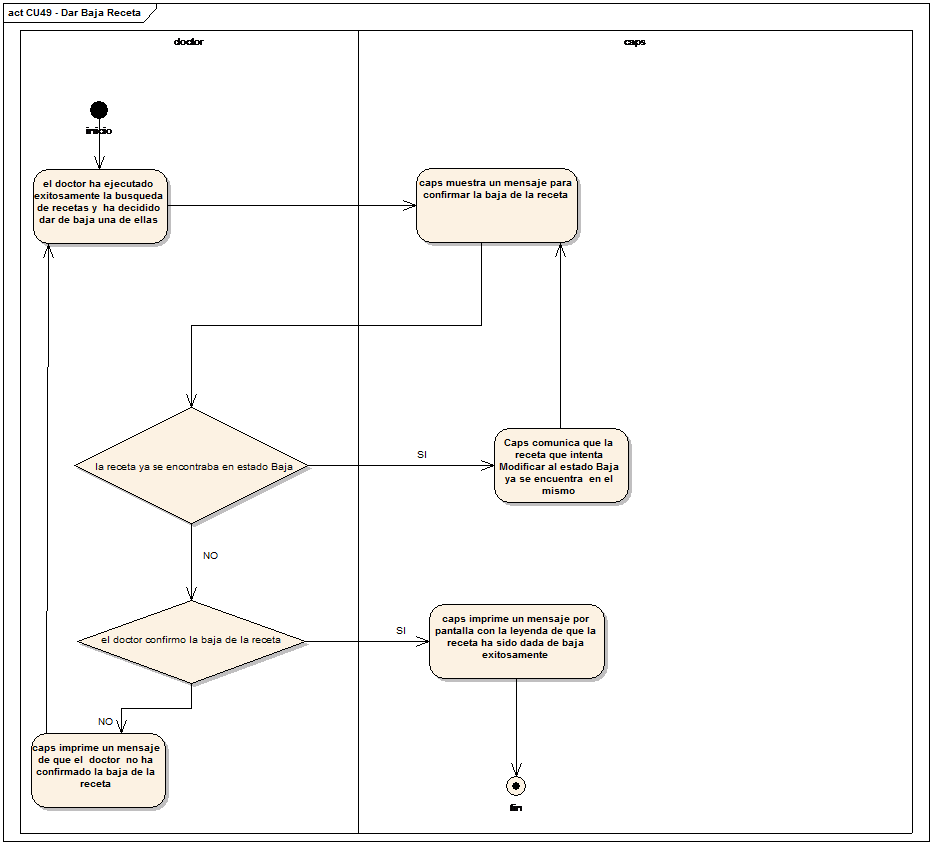 act CU49 - Dar Baja Receta
doctor
caps
inicio
el doctor ha ejecutado
exitosamente la busqueda
de recetas y ha decidido
dar de baja una de ellas
caps muestra un mensaje para
confirmar la baja de la receta
la receta ya se encontraba en estado Baja
SI
Caps comunica que la
receta que intenta
Modificar al estado Baja
ya se encuentra en el
mismo
NO
el doctor confirmo la baja de la receta
SI
caps imprime un mensaje por
pantalla con la leyenda de que la
receta ha sido dada de baja
exitosamente
NO
caps imprime un mensaje
de que el doctor no ha
confirmado la baja de la
receta
fin